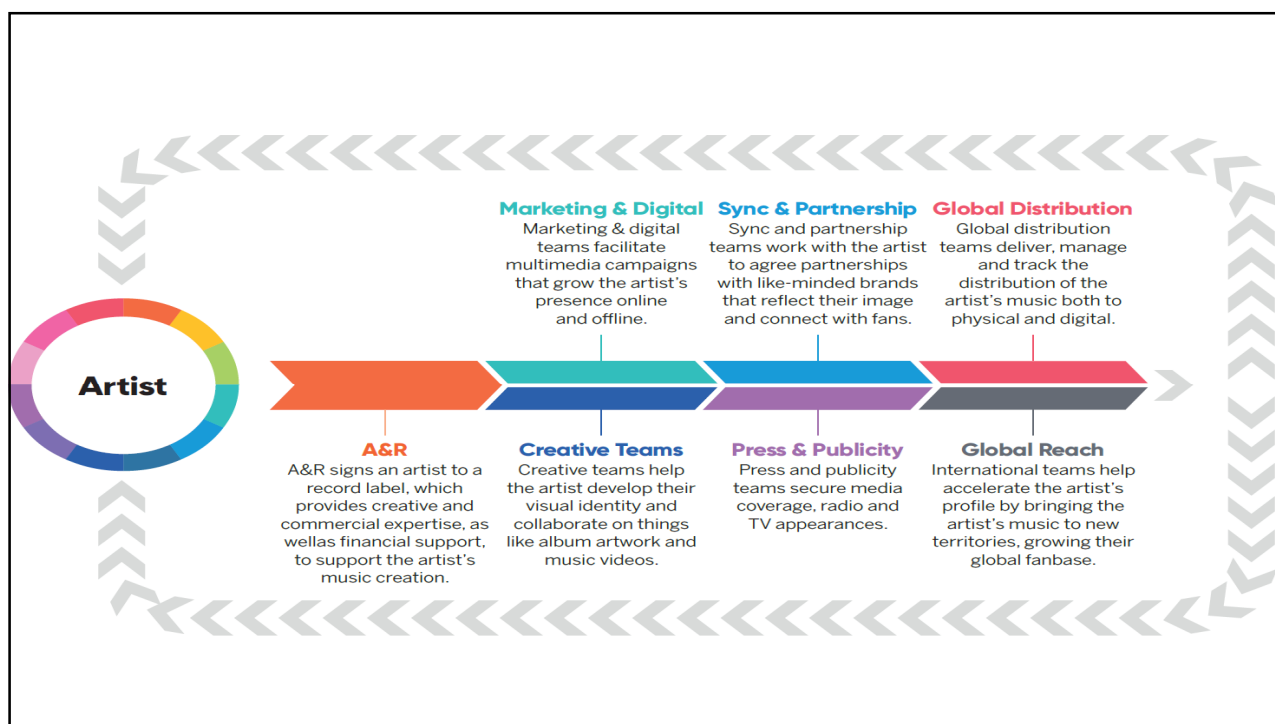 Marketing & Digital
Marketing & digital
teams facilitate
multimedia campaigns
that grow the artist's
presence online
and offline.
Sync & Partnership
Sync and partnership
teams work with the artist
to agree partnerships
with like-minded brands
that reflect their image
and connect with fans.
Global Distribution
Global distribution
teams deliver, manage
and track the
distribution of the
artist's music both to
physical and digital.
Artist
A&R
A&R signs an artist to a
record label, which
provides creative and
commercial expertise, as
wellas financial support,
to support the artist's
music creation.
Creative Teams
Creative teams help
the artist develop their
visual identity and
collaborate on things
like album artwork and
music videos.
Press & Publicity
Press and publicity
teams secure media
coverage, radio and
TV appearances.
Global Reach
International teams help
accelerate the artist's
profile by bringing the
artist's music to new
territories, growing their
global fanbase.